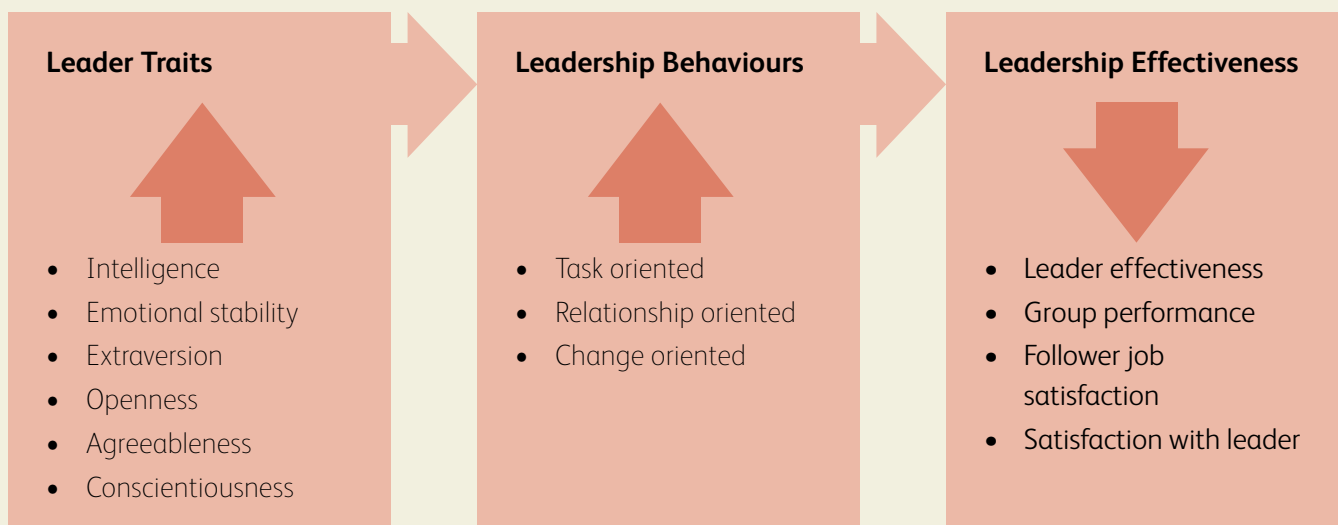 Leader Traits
• Intelligence
• Emotional stability
• Extraversion
• Openness
• Agreeableness
• Conscientiousness
Leadership Behaviours
• Task oriented
• Relationship oriented
• Change oriented
Leadership Effectiveness
• Leader effectiveness
• Group performance
• Follower job
satisfaction
• Satisfaction with leader